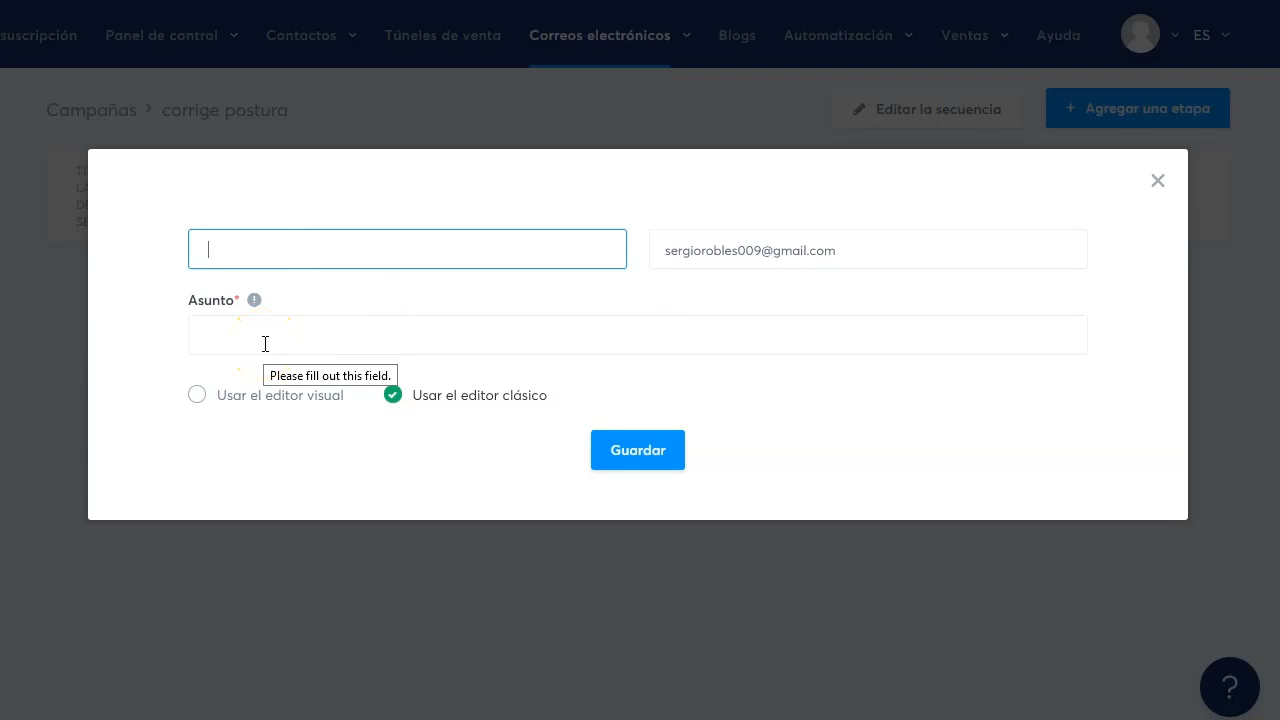 suscripción Panel de control Contactos Túneles de venta Correos electrónicos Blogs Automatización Ventas Ayuda ES
Campañas > corrige postura Editar la secuencia + Agregar una etapa
sergiorobles009@gmail.com
Asunto* !
Please fill out this field.
Usar el editor visual Usar el editor clásico
Guardar
?